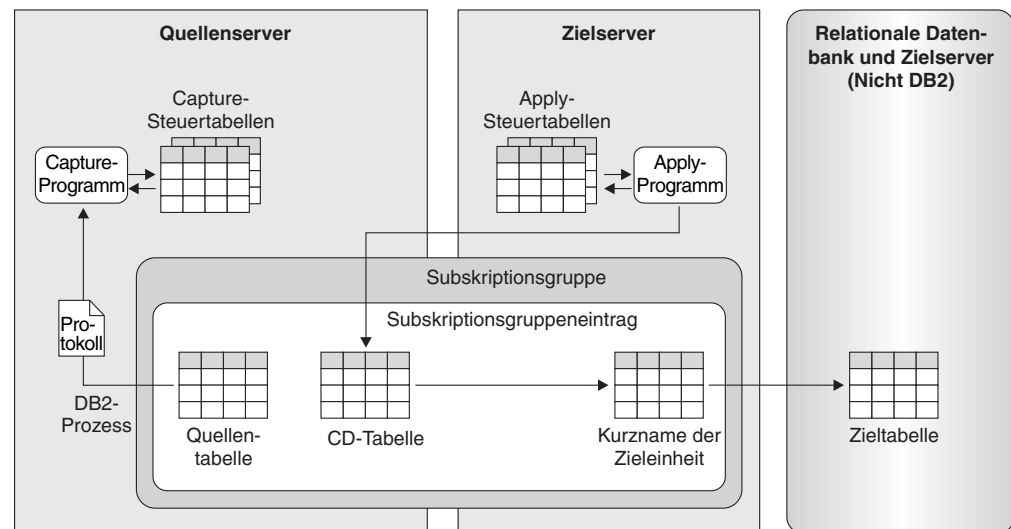 Quellenserver
Zielserver
Relationale Daten-
bank und Zielserver
(Nicht DB2)
Capture-
Steuertabellen
Apply-
Steuertabellen
Capture-
Programm
Apply-
Programm
Subskriptionsgruppe
Subskriptionsgruppeneintrag
Pro-
tokoll
DB2-
Prozess
Quellen-
tabelle
CD-Tabelle
Kurzname der
Zieleinheit
Zieltabelle